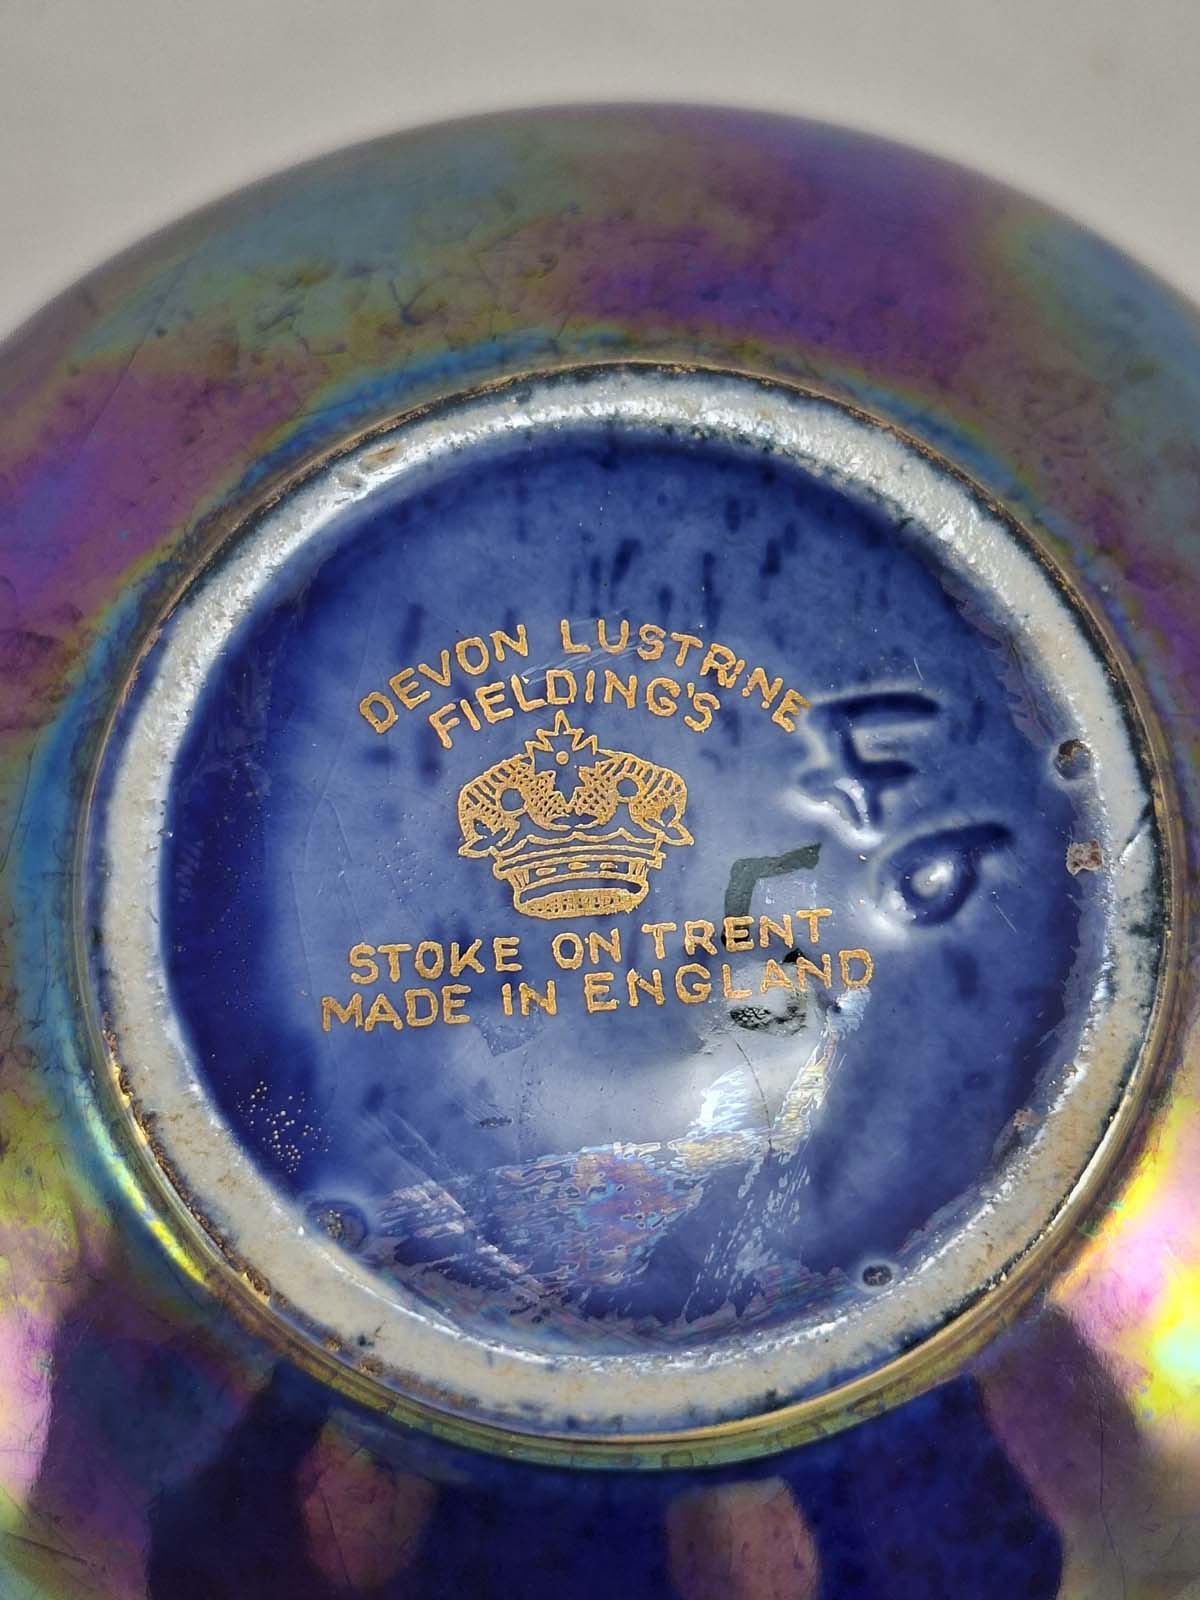 DEVON LUSTRINE
FIELDING'S
STOKE ON TRENT
MADE IN ENGLAND